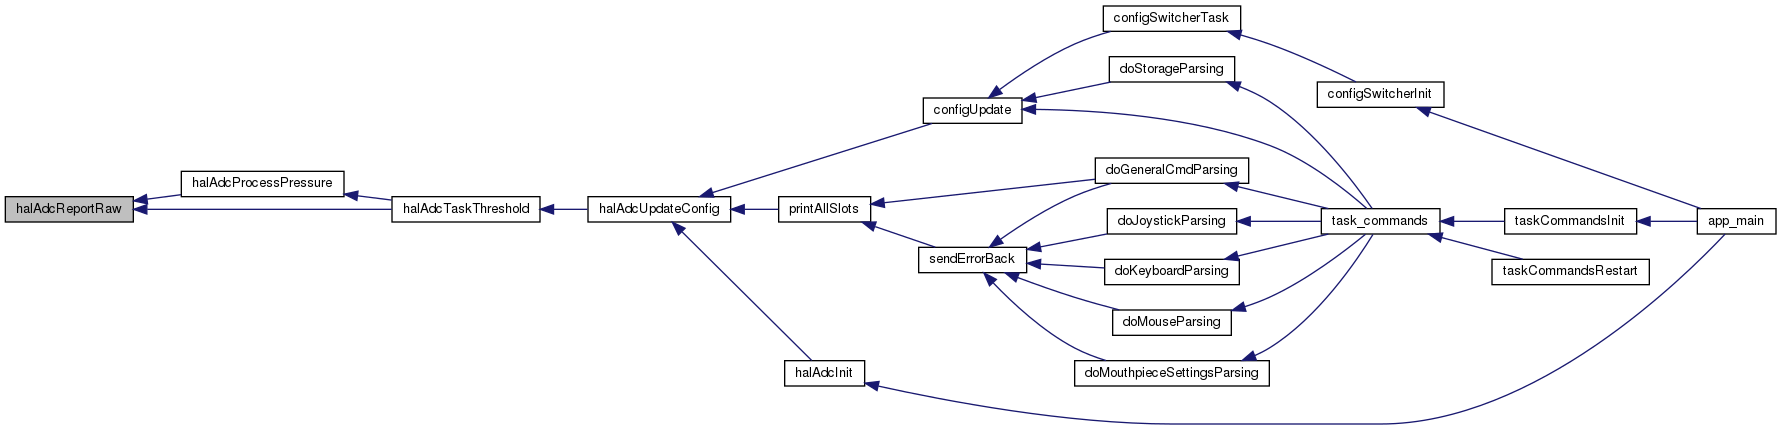 configSwitcherTask
doStorageParsing
configSwitcherInit
configUpdate
doGeneralCmdParsing
halAdcProcessPressure
halAdcReportRaw
halAdcTaskThreshold
halAdcUpdateConfig
printAllSlots
doJoystickParsing
task_commands
taskCommandsInit
app_main
sendErrorBack
doKeyboardParsing
taskCommandsRestart
doMouseParsing
halAdcInit
doMouthpieceSettingsParsing